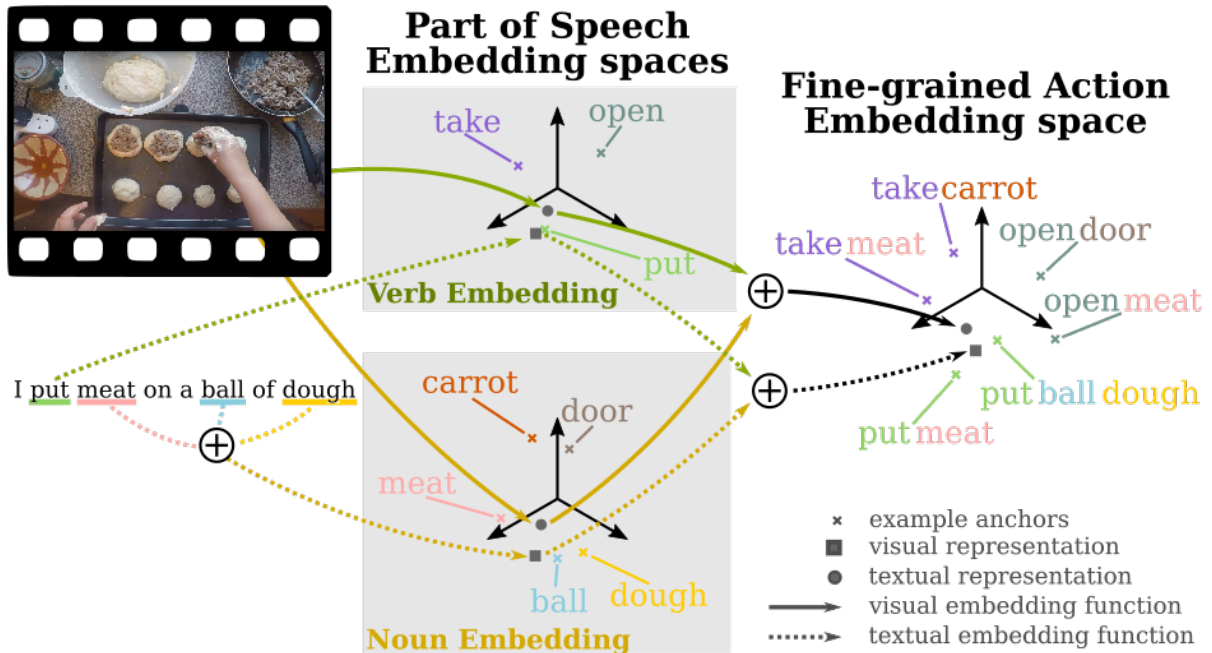 Part of Speech
Embedding spaces
take
open
put
Verb Embedding
I put meat on a ball of dough
carrot
door
meat
ball
dough
Noun Embedding
Fine-grained Action
Embedding space
take carrot
open door
take meat
open meat
put ball dough
put meat
example anchors
visual representation
textual representation
visual embedding function
textual embedding function